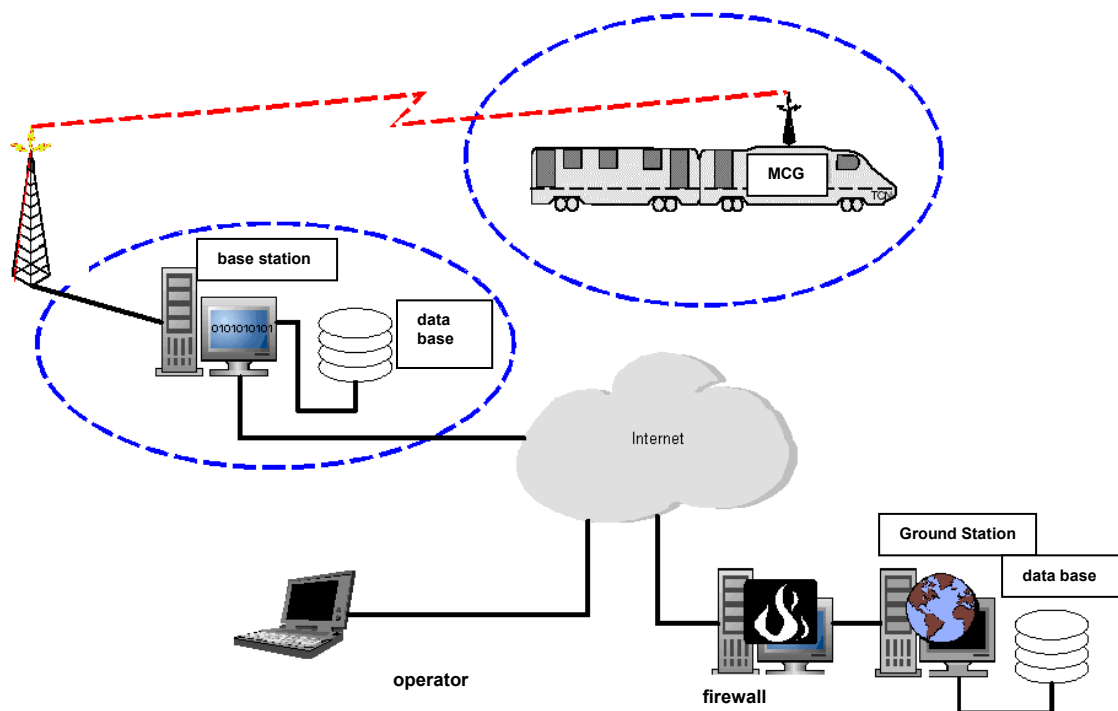 MCG
TCN
base station
0101010101
data
base
Internet
Ground Station
data base
operator
firewall